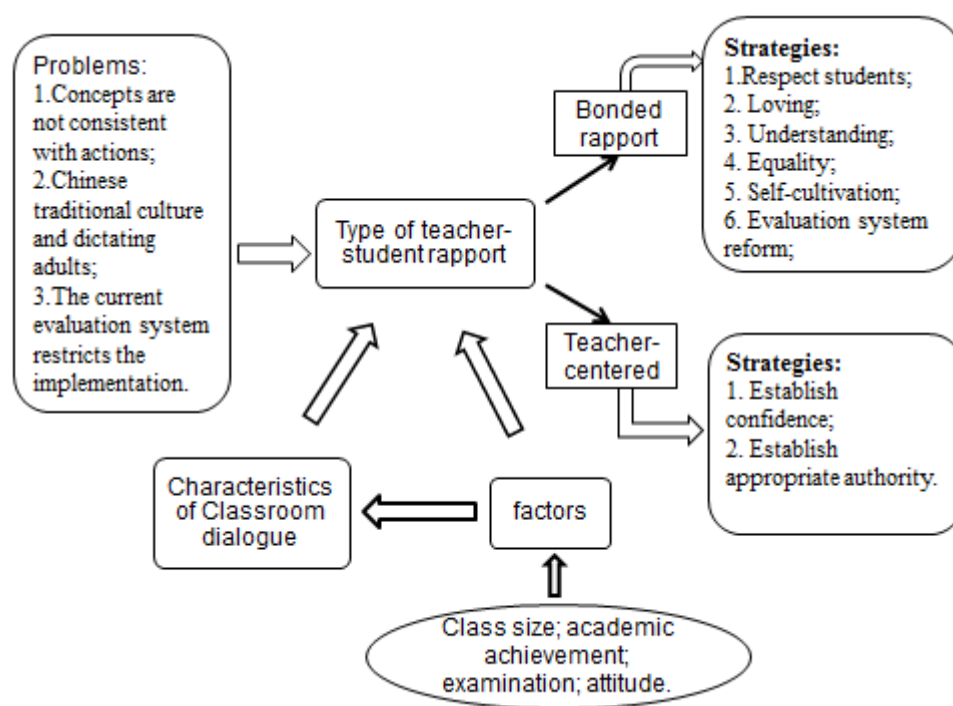 Problems:
1.Concepts are
not consistent
with actions;
2.Chinese
traditional culture
and dictating
adults;
3.The current
evaluation system
restricts the
implementation.
Type of teacher-
student rapport
Bonded
rapport
Strategies:
1.Respect students;
2. Loving;
3. Understanding;
4. Equality;
5. Self-cultivation;
6. Evaluation system
reform;
Teacher-
centered
Strategies:
1. Establish
confidence;
2. Establish
appropriate authority.
Characteristics
of Classroom
dialogue
factors
Class size; academic
achievement;
examination; attitude.